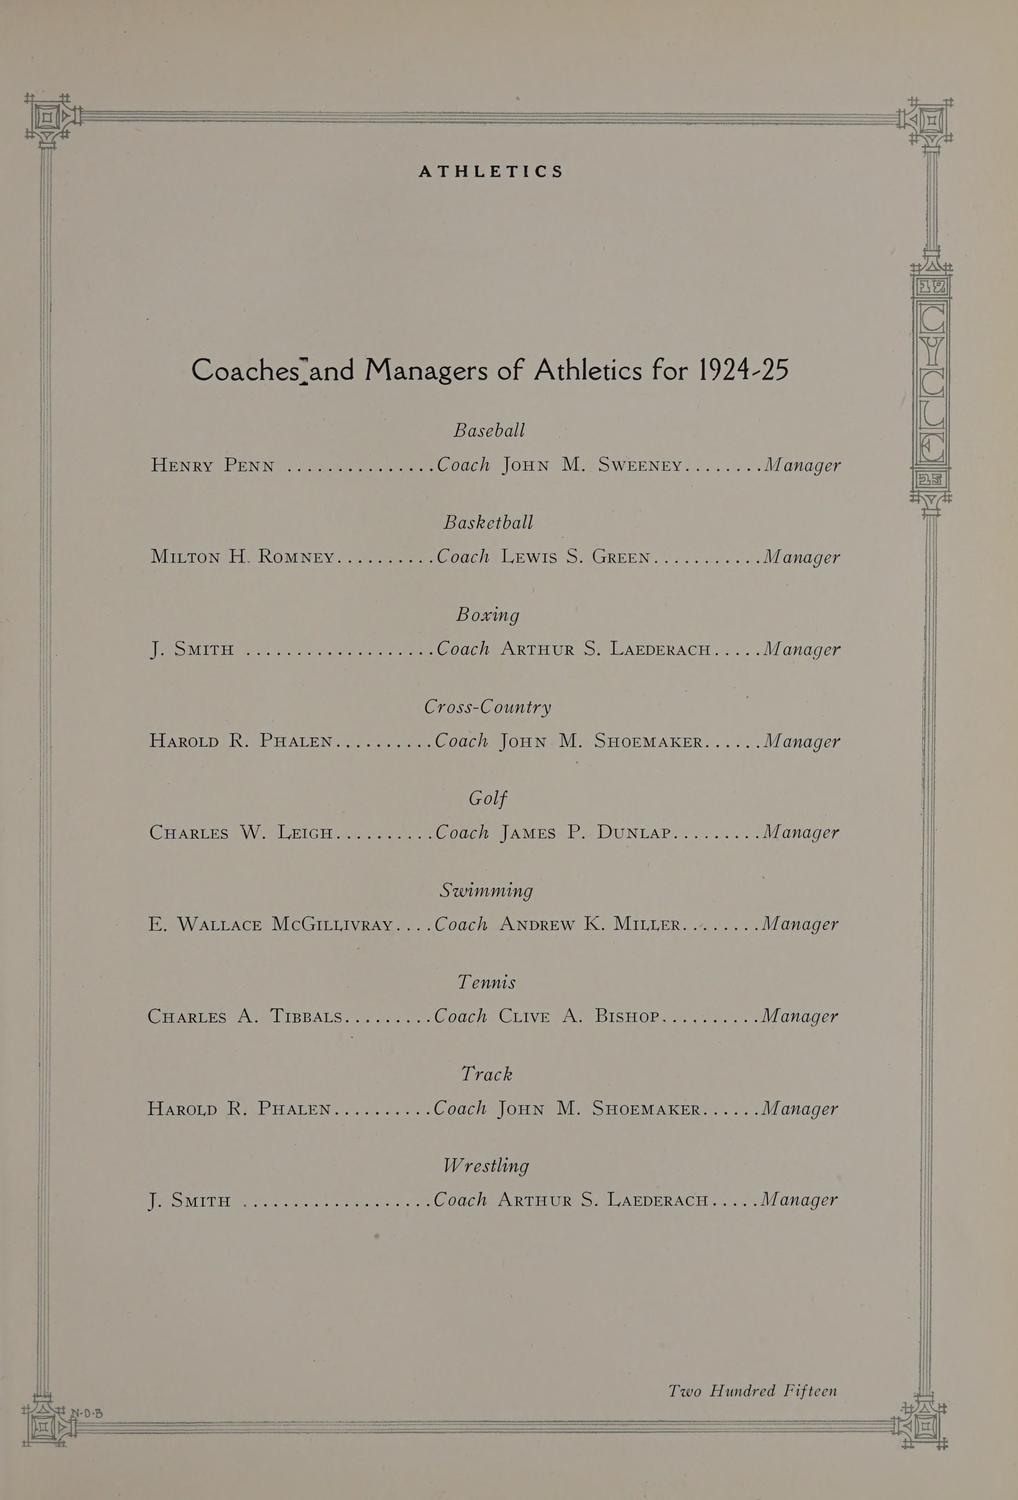 ATHLETICS
Coaches and Managers of Athletics for 1924-25
Baseball
HENRY PENN ...............Coach JOHN M. SWEENEY........Manager
Basketball
MILTON H. ROMNEY..........Coach LEWIS S. GREEN...........Manager
Boxing
J. SMITH ...................Coach ARTHUR S. LAEDERACH.....Manager
Cross-Country
HAROLD R. PHALEN..........Coach JOHN M. SHOEMAKER......Manager
Golf
CHARLES W. LEIGH..........Coach JAMES P. DUNLAP.........Manager
Swimming
E. WALLACE MCGILLIVRAY....Coach ANDREW K. MILLER........Manager
Tennis
CHARLES A. TIBBALS.........Coach CLIVE A. BISHOP..........Manager
Track
HAROLD R. PHALEN..........Coach JOHN M. SHOEMAKER......Manager
Wrestling
J. SMITH ...................Coach ARTHUR S. LAEDERACH.....Manager
Two Hundred Fifteen
19
CYCLE
25
N·D·B